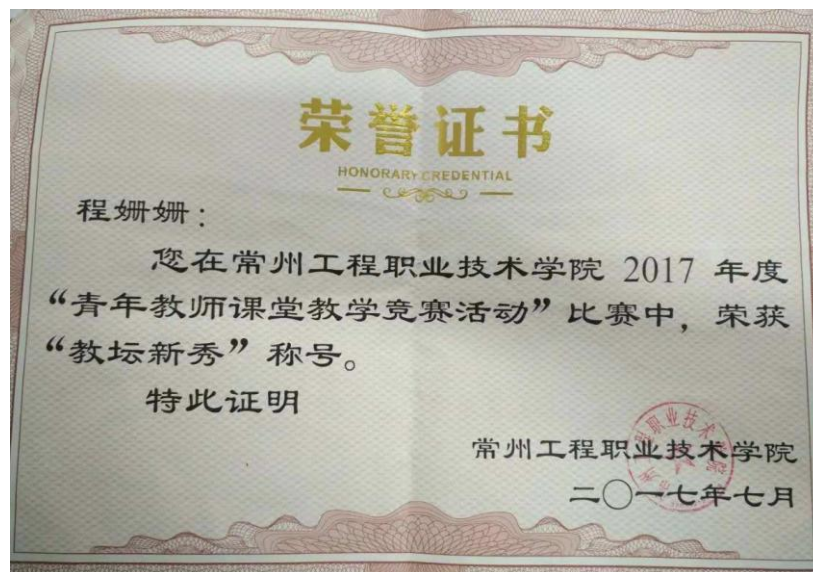 荣誉证书
HONORARY CREDENTIAL
程姗姗：
您在常州工程职业技术学院 2017 年度
“青年教师课堂教学竞赛活动”比赛中，荣获
“教坛新秀”称号。
特此证明
常州工程职业技术学院
二〇一七年七月